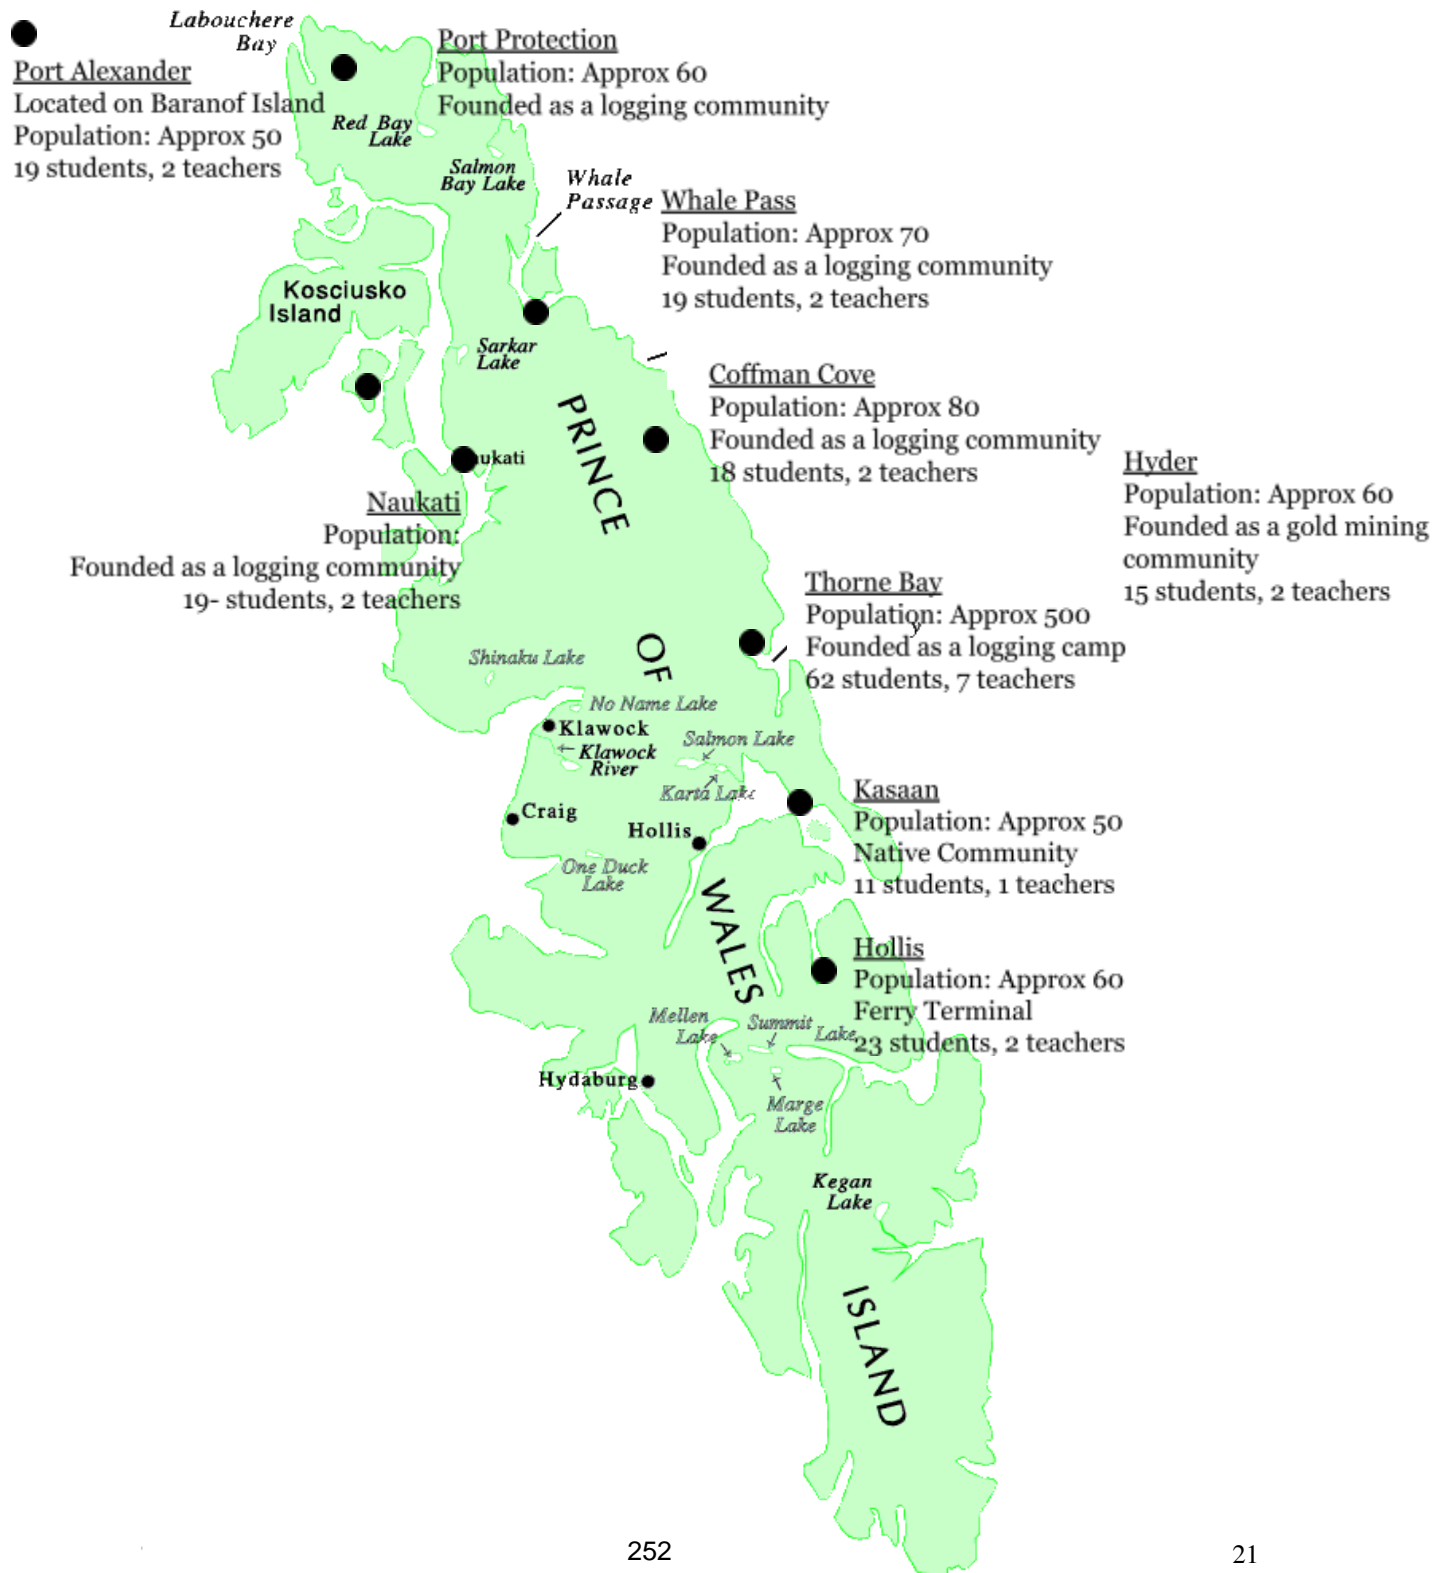 Labouchere
Bay
Port Alexander
Located on Baranof Island
Population: Approx 50
19 students, 2 teachers
Port Protection
Population: Approx 60
Founded as a logging community
Red Bay
Lake
Salmon
Bay Lake
Whale
Passage
Whale Pass
Population: Approx 70
Founded as a logging community
19 students, 2 teachers
Kosciusko
Island
Sarkar
Lake
Coffman Cove
Population: Approx 80
Founded as a logging community
18 students, 2 teachers
PRINCE
ukati
Naukati
Population:
Founded as a logging community
19- students, 2 teachers
Hyder
Population: Approx 60
Founded as a gold mining
community
15 students, 2 teachers
Thorne Bay
Population: Approx 500
y
Founded as a logging camp
62 students, 7 teachers
OF
Shinaku Lake
No Name Lake
Klawock
Klawock
River
Salmon Lake
Karta Lake
Craig
Hollis
One Duck
Lake
Kasaan
Population: Approx 50
Native Community
11 students, 1 teachers
WALES
Hollis
Population: Approx 60
Ferry Terminal
23 students, 2 teachers
Mellen
Lake
Summit Lake
Hydaburg
Marge
Lake
Kegan
Lake
ISLAND
252
21